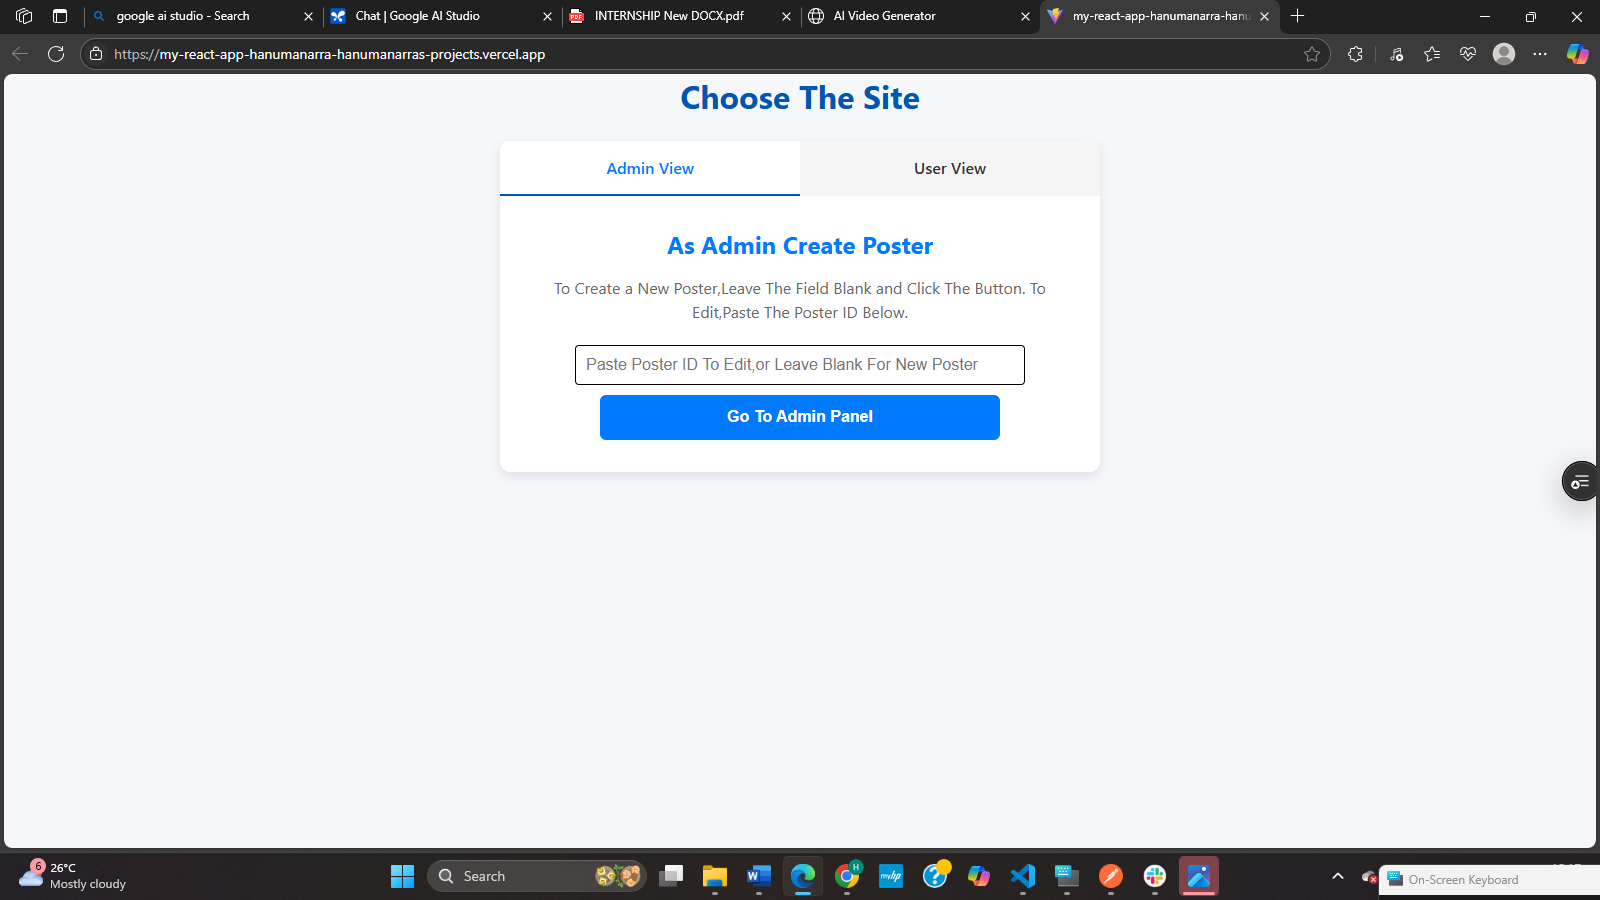 google ai studio - Search
Chat | Google AI Studio
INTERNSHIP New DOCX.pdf
AI Video Generator
my-react-app-hanumanarra-hanu
https://my-react-app-hanumanarra-hanumanarras-projects.vercel.app
Choose The Site
Admin View
User View
As Admin Create Poster
To Create a New Poster,Leave The Field Blank and Click The Button. To
Edit,Paste The Poster ID Below.
Paste Poster ID To Edit,or Leave Blank For New Poster
Go To Admin Panel
6
26°C
Mostly cloudy
Search
H
myhp
On-Screen Keyboard